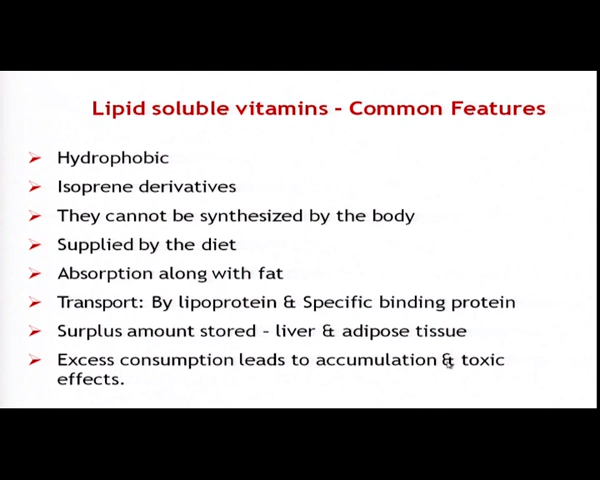 Lipid soluble vitamins - Common Features
➢ Hydrophobic
➢ Isoprene derivatives
➢ They cannot be synthesized by the body
➢ Supplied by the diet
➢ Absorption along with fat
➢ Transport: By lipoprotein & Specific binding protein
➢ Surplus amount stored - liver & adipose tissue
➢ Excess consumption leads to accumulation & toxic
effects.